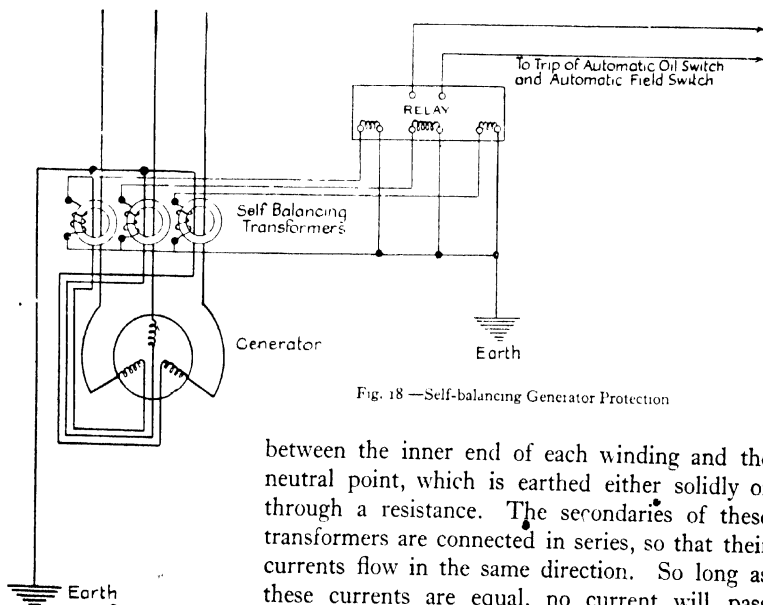 To Trip of Automatic Oil Switch
and Automatic Field Switch
RELAY
Self Balancing
Transformers
Generator
Earth
Fig. 18 —Self-balancing Generator Protection
between the inner end of each winding and the
neutral point, which is earthed either solidly or
through a resistance. The secondaries of these
transformers are connected in series, so that their
currents flow in the same direction. So long as
these currents are equal, no current will pass
Earth